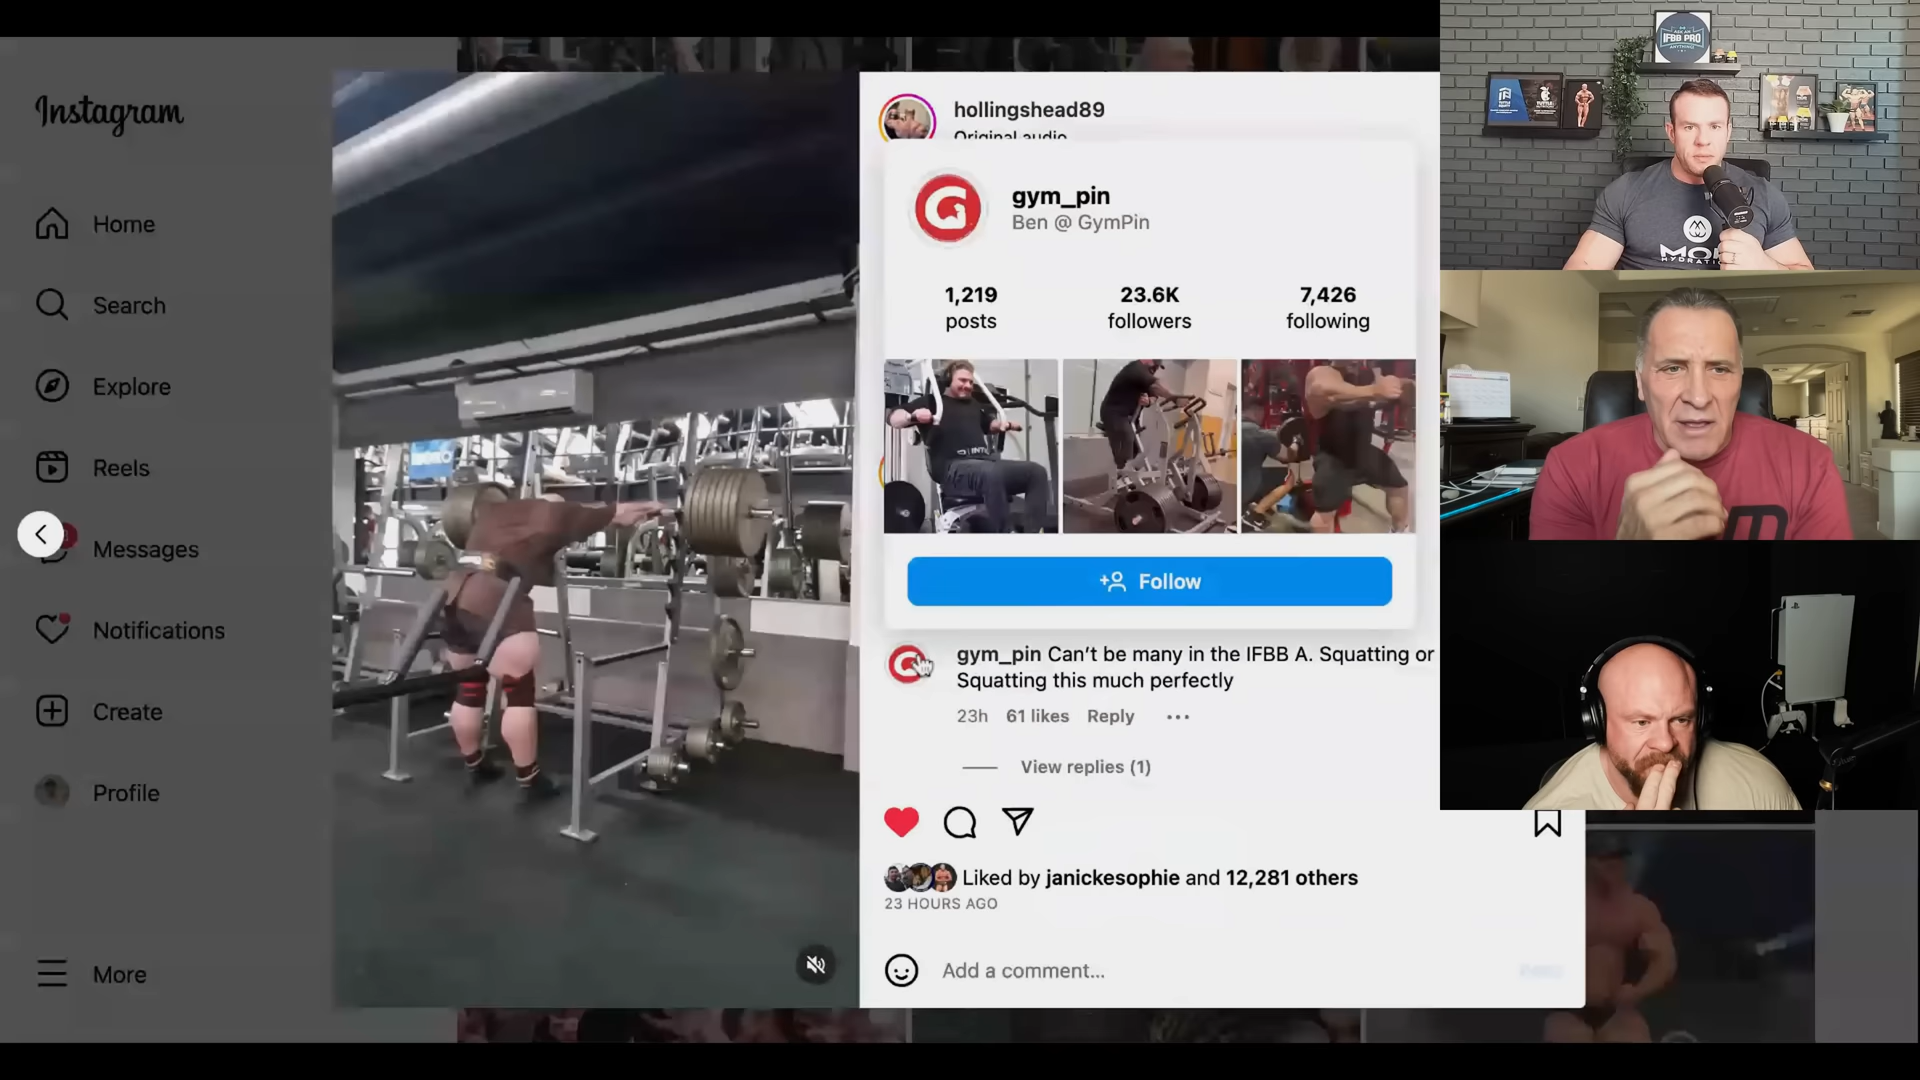 Instagram
Home
Search
Explore
Reels
Messages
Notifications
Create
Profile
More
hollingshead89
Original audio
gym_pin
Ben @ GymPin
1,219
posts
23.6K
followers
7,426
following
Follow
gym_pin Can't be many in the IFBB A. Squatting or
Squatting this much perfectly
23h 61 likes Reply
View replies (1)
Liked by janickesophie and 12,281 others
23 HOURS AGO
Add a comment...
IFBB PRO